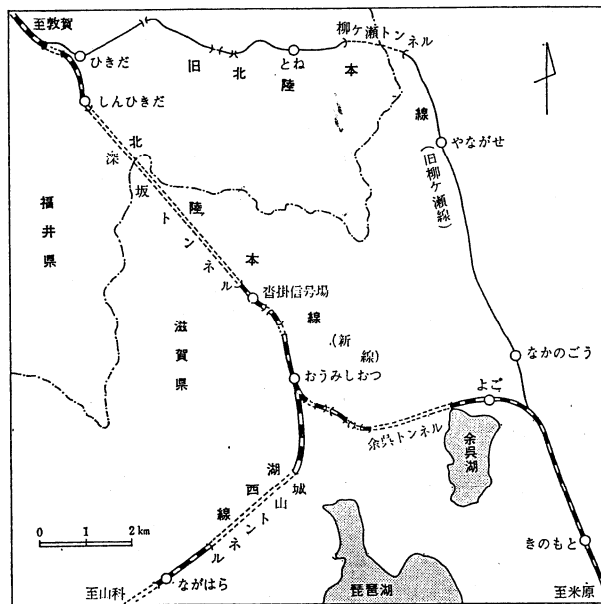 至敦賀
ひきだ
旧北陸本線
とね
柳ケ瀬トンネル
しんひきだ
やながせ
(旧柳ケ瀬線)
深坂トンネル
北陸本線
(新線)
福井県
滋賀県
沓掛信号場
おうみしおつ
なかのごう
よご
余呉トンネル
余呉湖
湖西線
城山トンネル
0 1 2km
ながはら
きのもと
至山科
琵琶湖
至米原